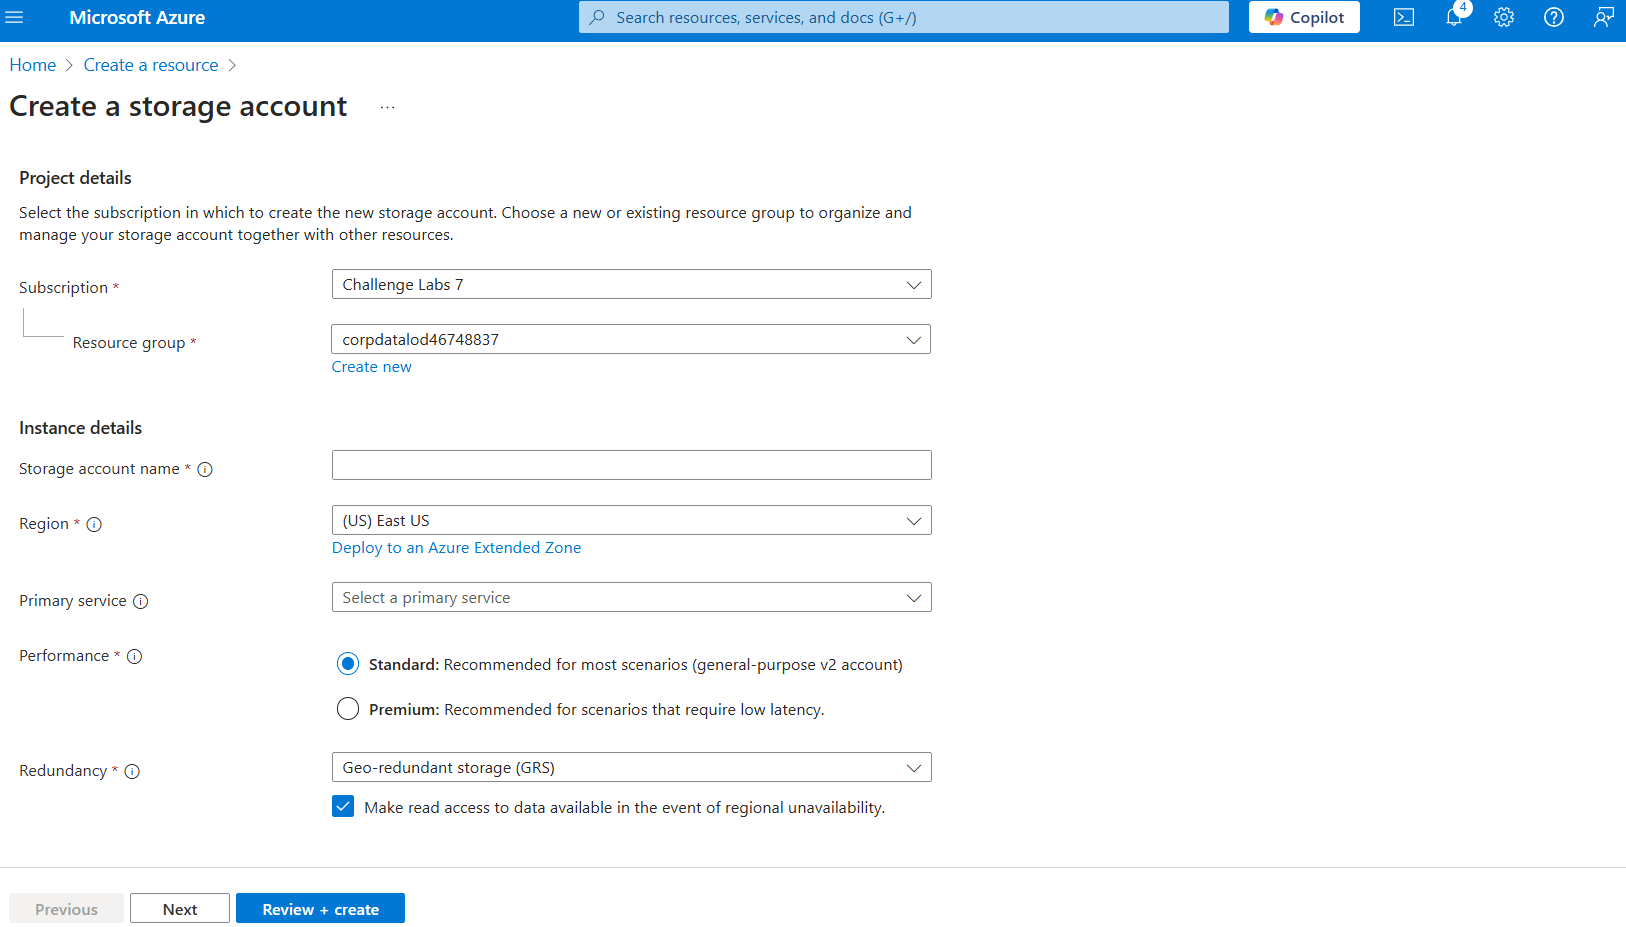 Microsoft Azure
Search resources, services, and docs (G+/)
Copilot
4
Home > Create a resource >
Create a storage account ...
Project details
Select the subscription in which to create the new storage account. Choose a new or existing resource group to organize and
manage your storage account together with other resources.
Subscription *
Challenge Labs 7
Resource group *
corpdatalod46748837
Create new
Instance details
Storage account name *
Region *
(US) East US
Deploy to an Azure Extended Zone
Primary service
Select a primary service
Performance *
Standard: Recommended for most scenarios (general-purpose v2 account)
Premium: Recommended for scenarios that require low latency.
Redundancy *
Geo-redundant storage (GRS)
Make read access to data available in the event of regional unavailability.
Previous
Next
Review + create